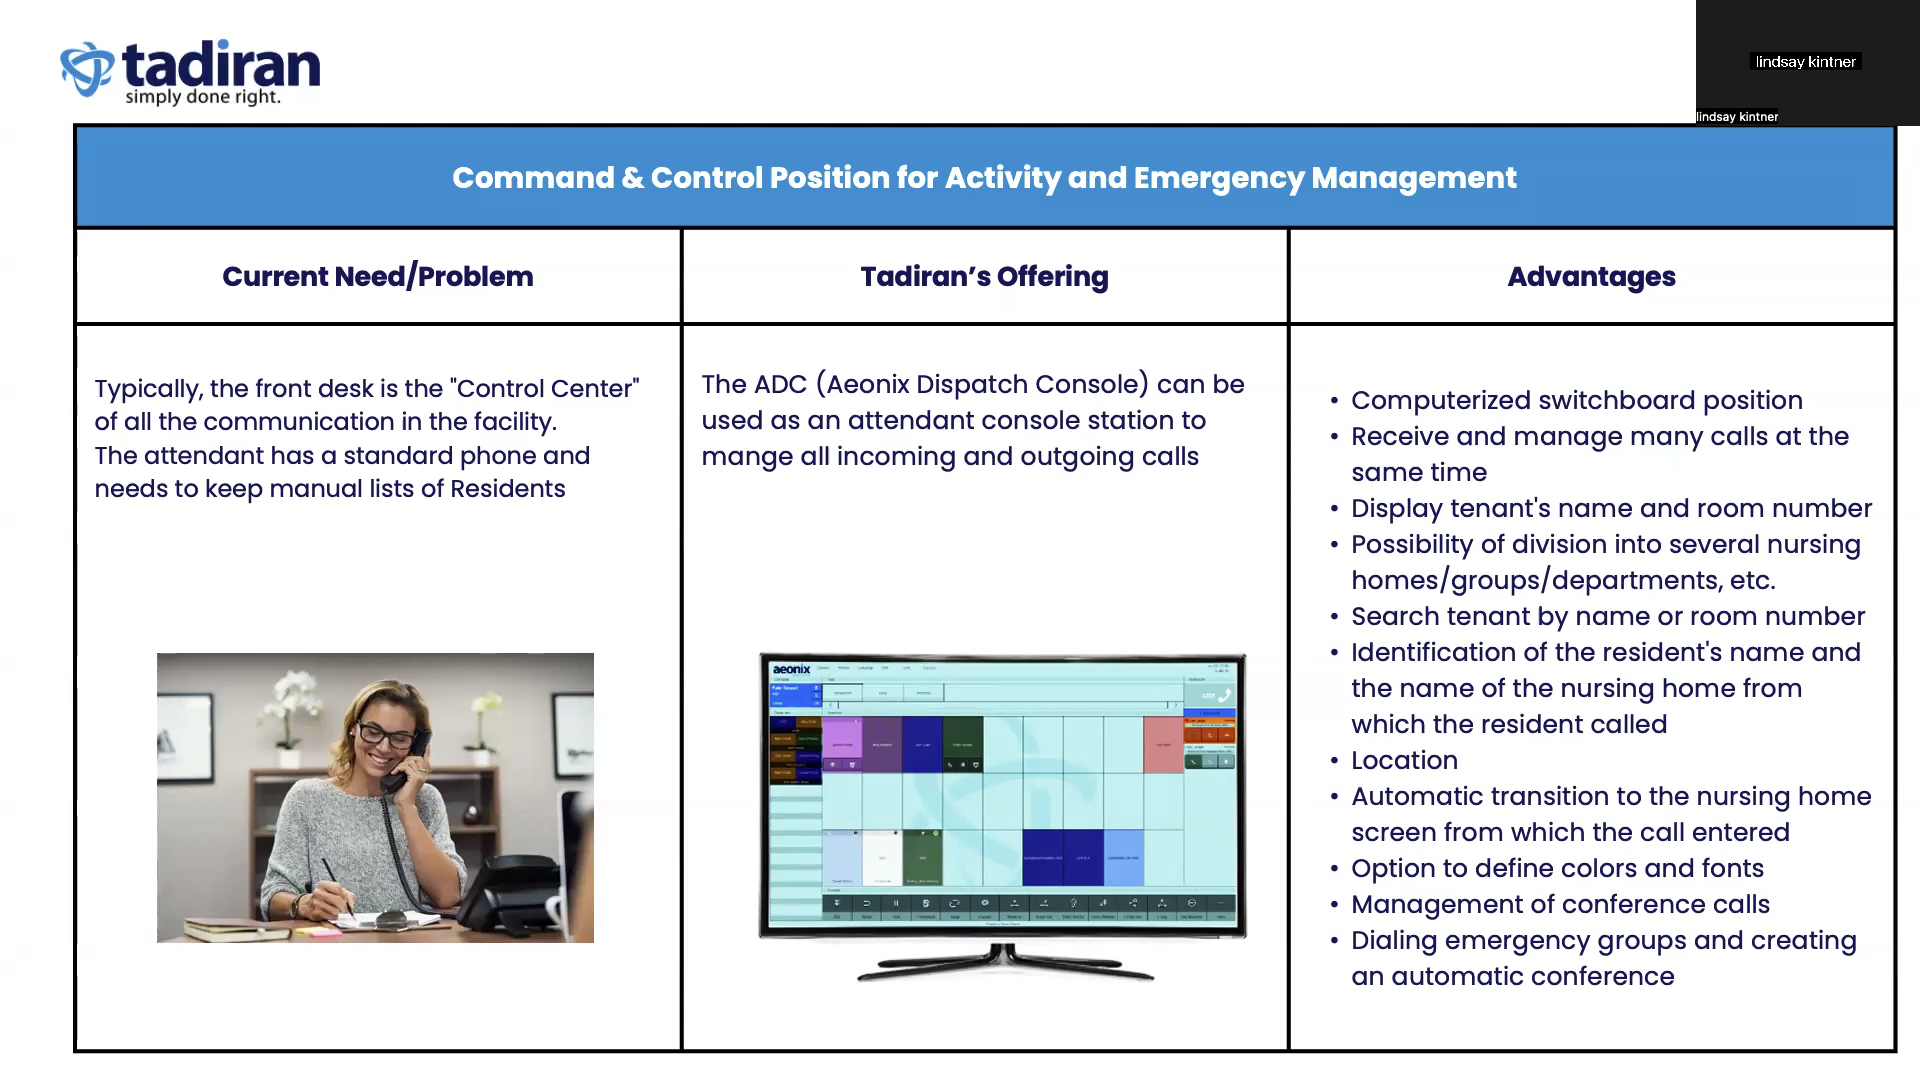 tadiran
simply done right.
lindsay kintner
lindsay kintner
Command & Control Position for Activity and Emergency Management
Current Need/Problem
Tadiran's Offering
Advantages
Typically, the front desk is the "Control Center"
of all the communication in the facility.
The attendant has a standard phone and
needs to keep manual lists of Residents
The ADC (Aeonix Dispatch Console) can be
used as an attendant console station to
mange all incoming and outgoing calls
aeonix
• Computerized switchboard position
• Receive and manage many calls at the
same time
• Display tenant's name and room number
• Possibility of division into several nursing
homes/groups/departments, etc.
• Search tenant by name or room number
• Identification of the resident's name and
the name of the nursing home from
which the resident called
• Location
• Automatic transition to the nursing home
screen from which the call entered
• Option to define colors and fonts
• Management of conference calls
• Dialing emergency groups and creating
an automatic conference